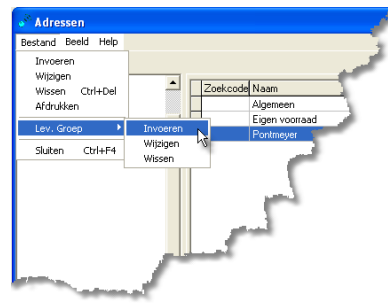 Adressen
Bestand Beeld Help
Invoeren
Wijzigen
Wissen Ctrl+Del
Afdrukken
Lev. Groep
Sluiten Ctrl+F4
Invoeren
Wijzigen
Wissen
Zoekcode Naam
Algemeen
Eigen voorraad
Pontmeyer